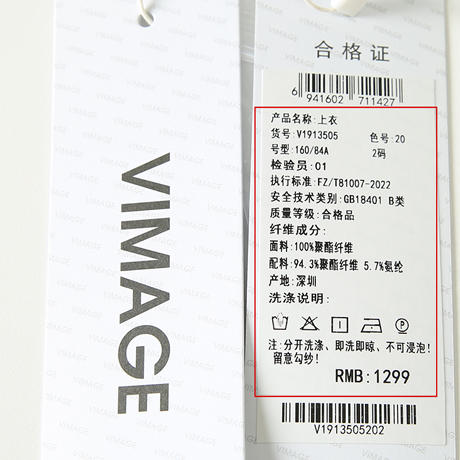 VIMAGE
合格证
6 941602 711427
产品名称:上衣
货号:V1913505 色号:20
号型:160/84A 2码
检验员:01
执行标准:FZ/T81007-2022
安全技术类别:GB18401 B类
质量等级:合格品
纤维成分:
面料:100%聚酯纤维
配料:94.3%聚酯纤维 5.7%氨纶
产地:深圳
洗涤说明:
注:分开洗涤、即洗即晾、不可浸泡!
留意勾纱!
RMB:1299
V1913505202